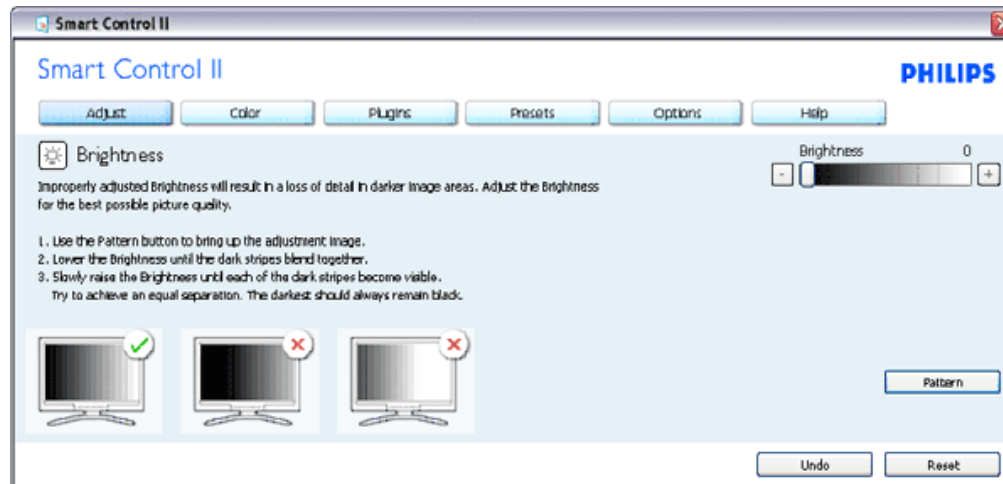 Smart Control II
Smart Control II
PHILIPS
Adjust Color Plugins Presets Options Help
Brightness
Brightness 0
Improperly adjusted Brightness will result in a loss of detail in darker image areas. Adjust the Brightness
for the best possible picture quality.
1. Use the Pattern button to bring up the adjustment image.
2. Lower the Brightness until the dark stripes blend together.
3. Slowly raise the Brightness until each of the dark stripes become visible.
Try to achieve an equal separation. The darkest should always remain black.
- +
Pattern
Undo Reset